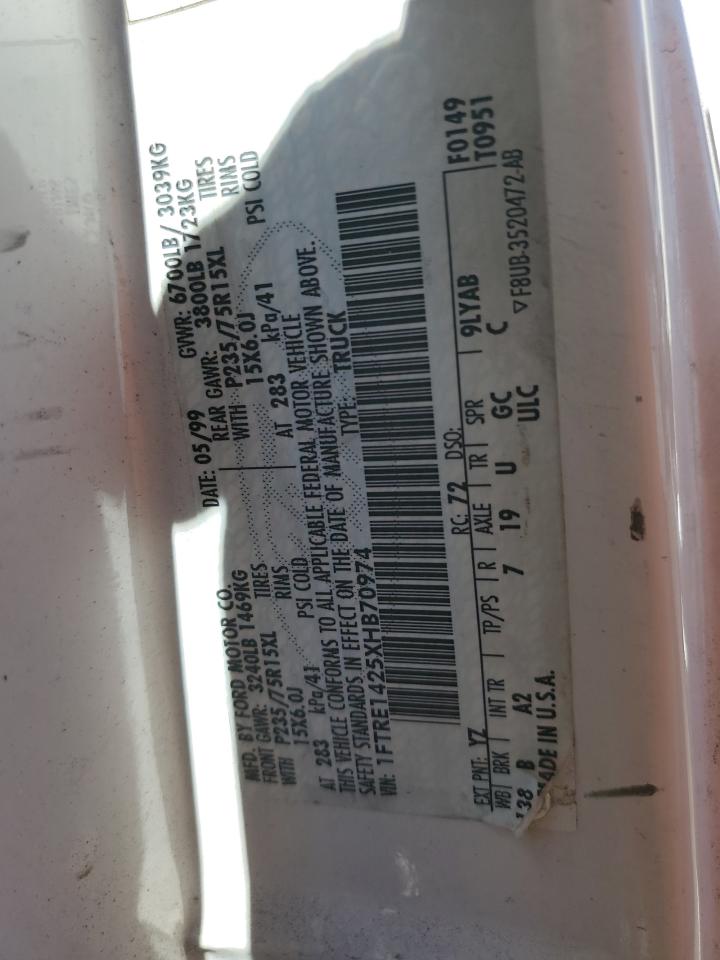 MFD. BY FORD MOTOR CO.
DATE: 05/99 GVWR: 6700LB/ 3039KG
FRONT GAWR: 3240LB 1469KG
REAR GAWR: 3800LB 1723KG
WITH P235/75R15XL TIRES
WITH P235/75R15XL TIRES
15X6.0J RIMS
15X6.0J RIMS
AT 283 kPa/41 PSI COLD
AT 283 kPa/41 PSI COLD
THIS VEHICLE CONFORMS TO ALL APPLICABLE FEDERAL MOTOR VEHICLE
SAFETY STANDARDS IN EFFECT ON THE DATE OF MANUFACTURE SHOWN ABOVE.
VIN: 1FTRE1425XHB70974 TYPE: TRUCK
F0149
T0951
EXT PNT: YZ RC: 72 DSO:
WB BRK INT TR TP/PS R AXLE TR SPR 9LYAB
138 B A2 7 19 U GC C
ULC
MADE IN U.S.A. ▽F8UB-3520472-AB